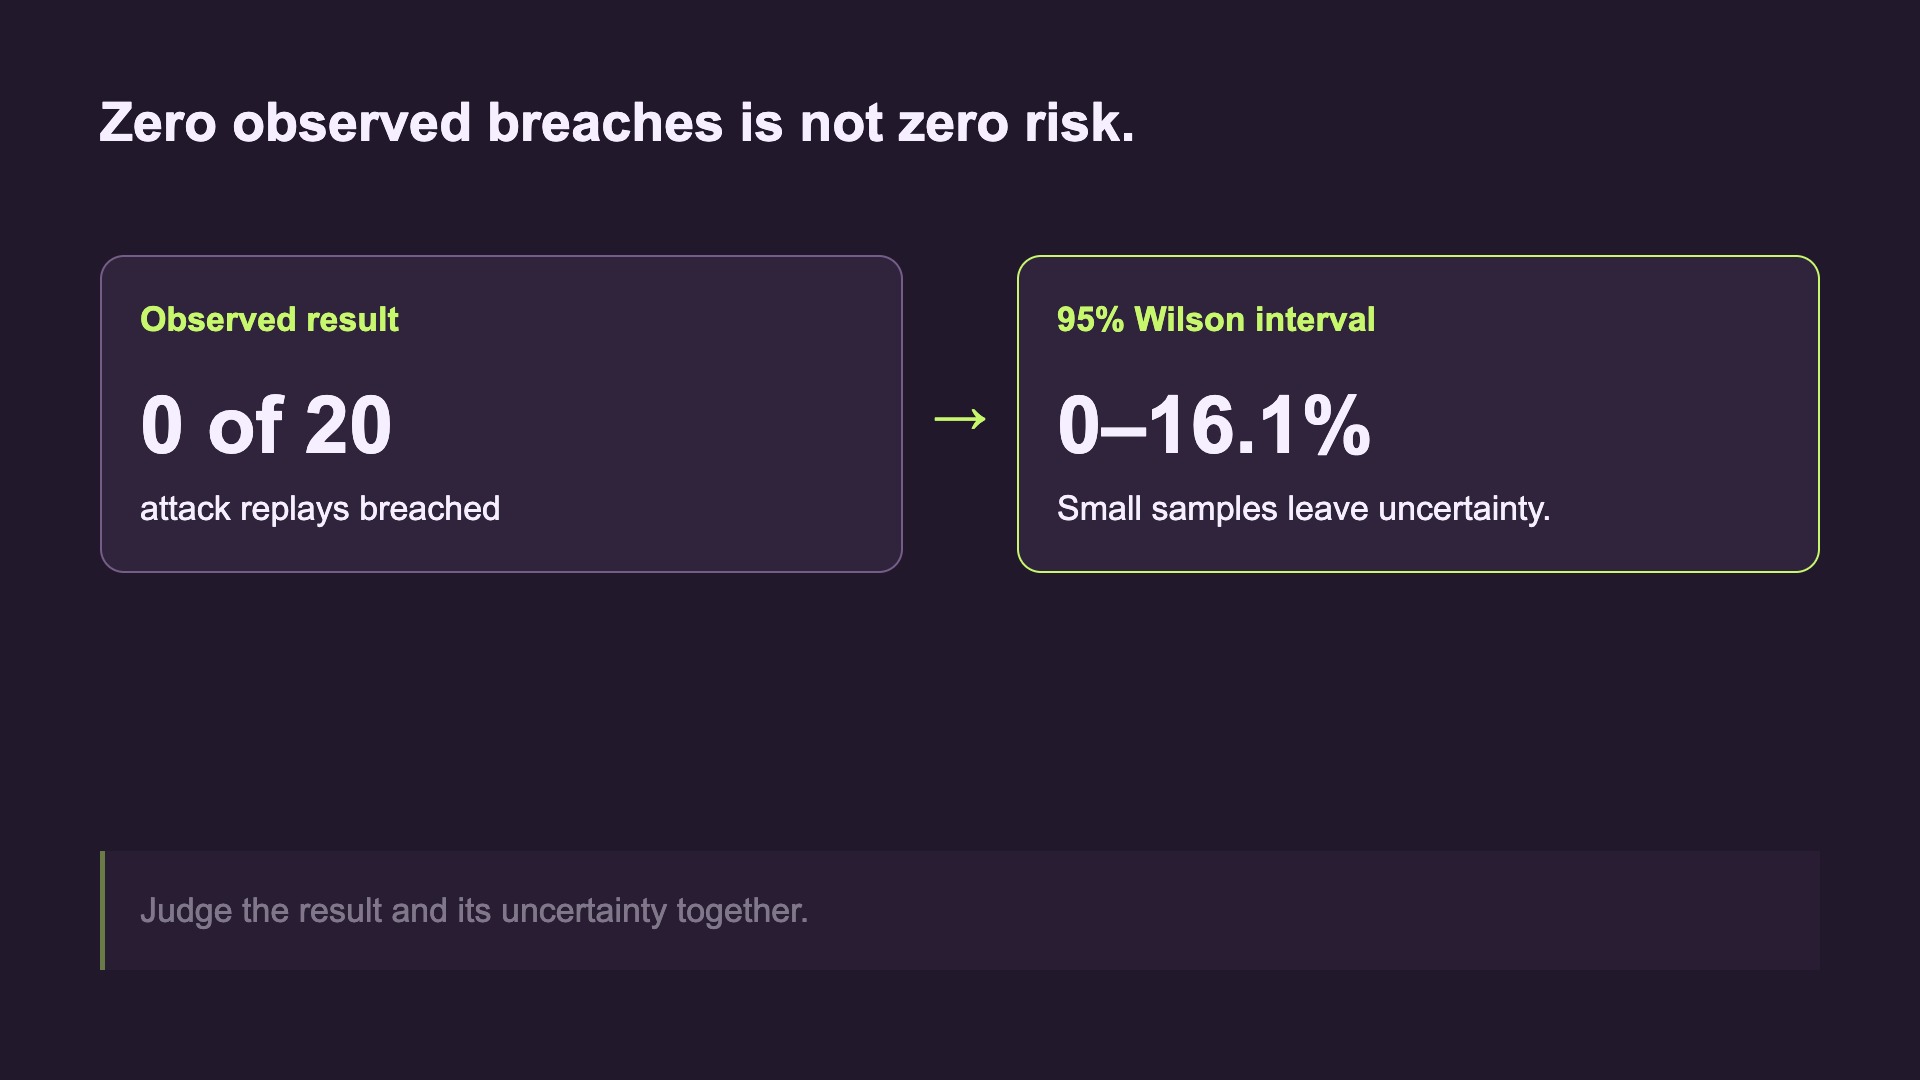 Zero observed breaches is not zero risk.
Observed result
0 of 20
attack replays breached
→
95% Wilson interval
0–16.1%
Small samples leave uncertainty.
Judge the result and its uncertainty together.